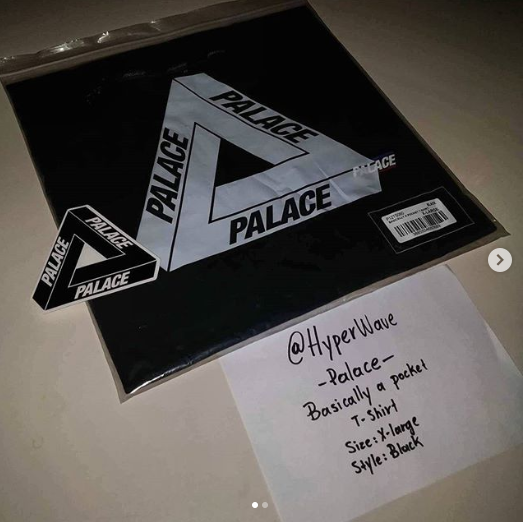 PALACE
PALACE
PALACE
PALACE
PALACE
PALACE
PALACE
@HyperWave
-Palace-
Basically a pocket
T-Shirt
Size: X-large
Style: Black